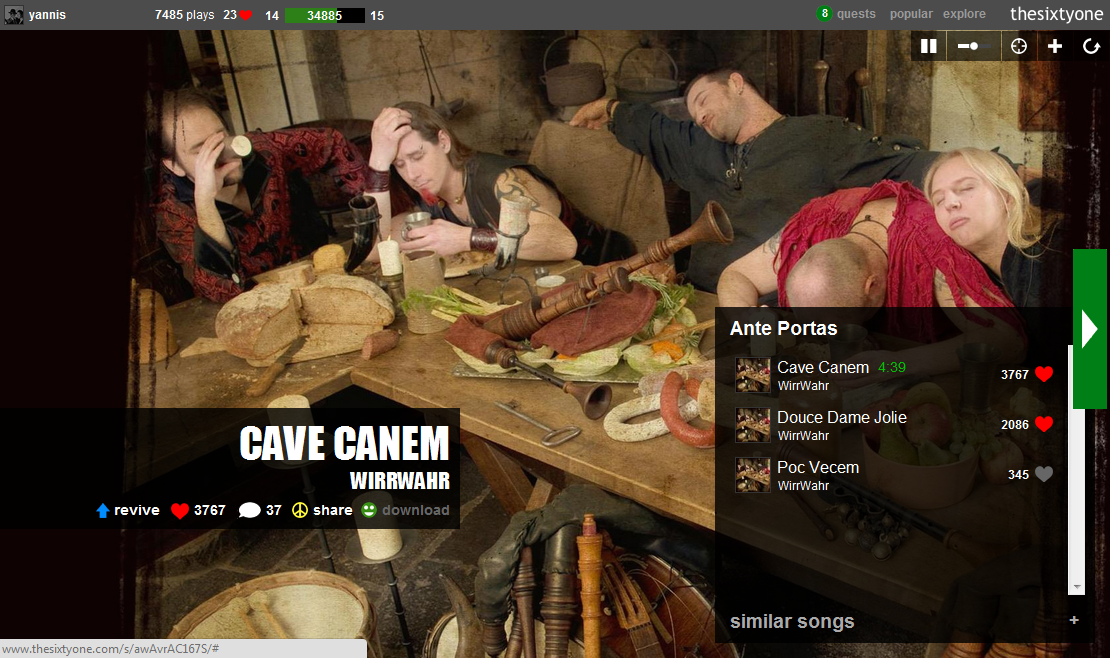 yannis
7485 plays 23 14 34885 15
8 quests popular explore thesixtyone
Ante Portas
Cave Canem 4:39
WirrWahr
3767
Douce Dame Jolie
WirrWahr
2086
Poc Vecem
WirrWahr
345
similar songs +
CAVE CANEM
WIRRWAHR
revive 3767 37 share download
www.thesixtyone.com/s/awAvrAC167S/#